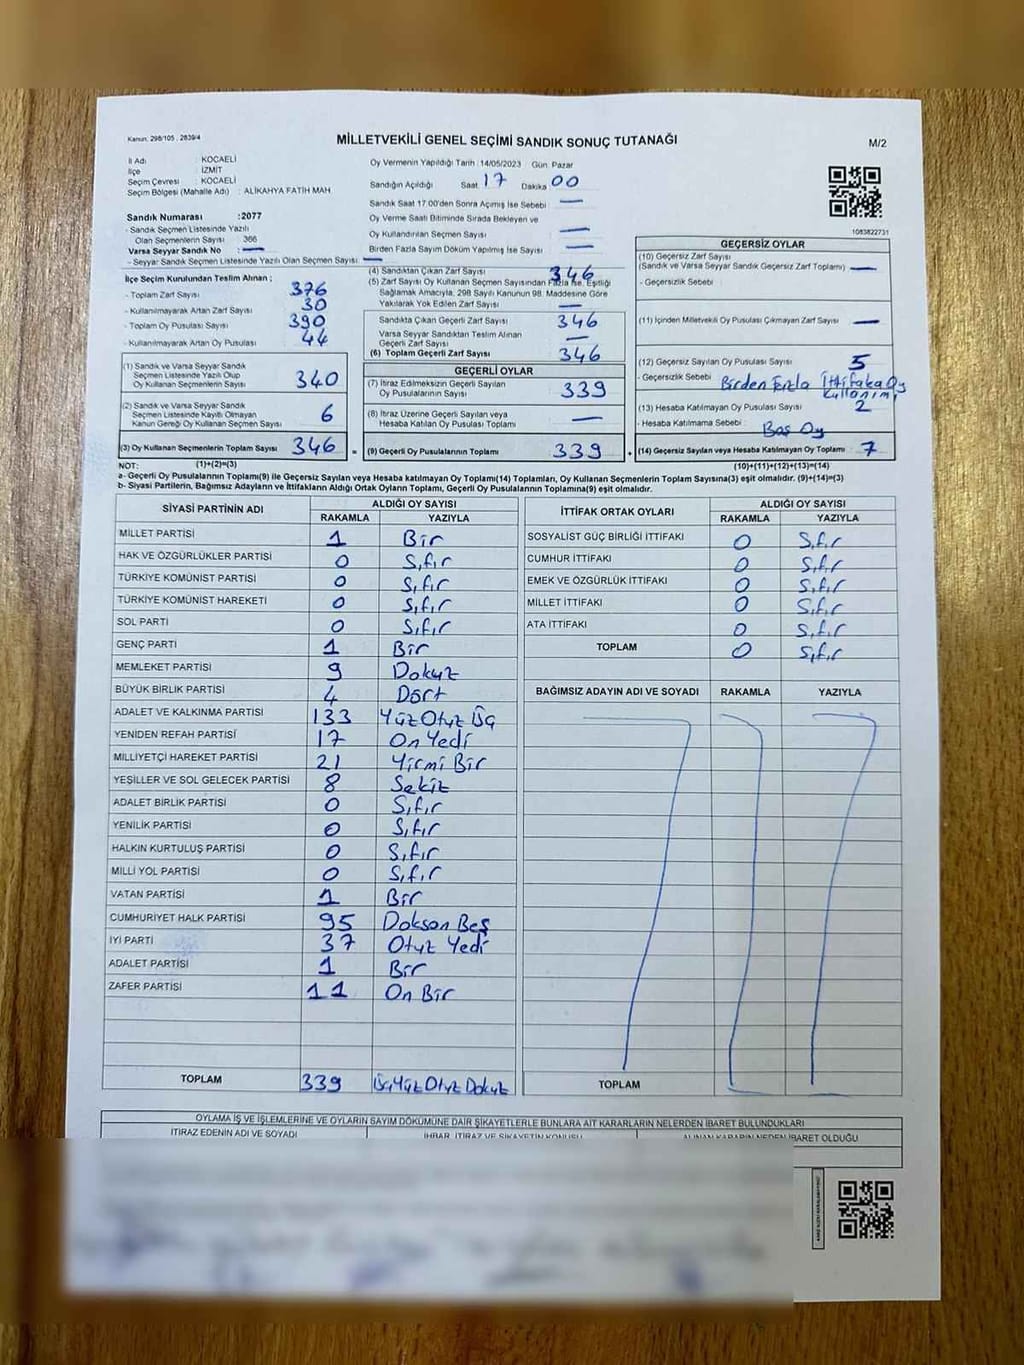 Kanun: 298/105 , 2839/4
MİLLETVEKİLİ GENEL SEÇİMİ SANDIK SONUÇ TUTANAĞI
M/2
İl Adı : KOCAELİ
İlçe : İZMİT
Seçim Çevresi : KOCAELİ
Seçim Bölgesi (Mahalle Adı) : ALİKAHYA FATİH MAH.
Oy Vermenin Yapıldığı Tarih :14/05/2023 Gün: Pazar
Sandığın Açıldığı Saat: 17 Dakika: 00
Sandık Saat 17.00'den Sonra Açılmış İse Sebebi : —
Oy Verme Saati Bitiminde Sırada Bekleyen ve
Oy Kullandırılan Seçmen Sayısı : —
Birden Fazla Sayım Döküm Yapılmış İse Sayısı : —
Sandık Numarası :2077
- Sandık Seçmen Listesinde Yazılı
Olan Seçmenlerin Sayısı : 366
Varsa Seyyar Sandık No : —
- Seyyar Sandık Seçmen Listesinde Yazılı Olan Seçmen Sayısı : —
1083822731
İlçe Seçim Kurulundan Teslim Alınan ;
- Toplam Zarf Sayısı : 376
- Kullanılmayarak Artan Zarf Sayısı : 30
- Toplam Oy Pusulası Sayısı : 390
- Kullanılmayarak Artan Oy Pusulası : 44
(1) Sandık ve Varsa Seyyar Sandık
Seçmen Listesinde Yazılı Olup
Oy Kullanan Seçmenlerin Sayısı : 340
(2) Sandık ve Varsa Seyyar Sandık
Seçmen Listesinde Kayıtlı Olmayan
Kanun Gereği Oy Kullanan Seçmen Sayısı : 6
(3) Oy Kullanan Seçmenlerin Toplam Sayısı : 346
(4) Sandıktan Çıkan Zarf Sayısı : 346
(5) Zarf Sayısı Oy Kullanan Seçmen Sayısından Fazla İse, Eşitliği
Sağlamak Amacıyla, 298 Sayılı Kanunun 98. Maddesine Göre
Yakılarak Yok Edilen Zarf Sayısı : —
Sandıkta Çıkan Geçerli Zarf Sayısı : 346
Varsa Seyyar Sandıktan Teslim Alınan
Geçerli Zarf Sayısı : —
(6) Toplam Geçerli Zarf Sayısı : 346
GEÇERLİ OYLAR
(7) İtiraz Edilmeksizin Geçerli Sayılan
Oy Pusulalarının Sayısı : 339
(8) İtiraz Üzerine Geçerli Sayılan veya
Hesaba Katılan Oy Pusulası Toplamı : —
= (9) Geçerli Oy Pusulalarının Toplamı : 339
GEÇERSİZ OYLAR
(10) Geçersiz Zarf Sayısı
(Sandık ve Varsa Seyyar Sandık Geçersiz Zarf Toplamı) : —
- Geçersizlik Sebebi :
(11) İçinden Milletvekili Oy Pusulası Çıkmayan Zarf Sayısı : —
(12) Geçersiz Sayılan Oy Pusulası Sayısı : 5
- Geçersizlik Sebebi : Birden Fazla İttifaka Oy
Kullanımı
(13) Hesaba Katılmayan Oy Pusulası Sayısı : 2
- Hesaba Katılmama Sebebi : Boş Oy
+ (14) Geçersiz Sayılan veya Hesaba Katılmayan Oy Toplamı : 7
NOT: (1)+(2)=(3) (10)+(11)+(12)+(13)=(14)
a- Geçerli Oy Pusulalarının Toplamı(9) ile Geçersiz Sayılan veya Hesaba katılmayan Oy Toplamı(14) Toplamları, Oy Kullanan Seçmenlerin Toplam Sayısına(3) eşit olmalıdır. (9)+(14)=(3)
b- Siyasi Partilerin, Bağımsız Adayların ve İttifakların Aldığı Ortak Oyların Toplamı, Geçerli Oy Pusulalarının Toplamına(9) eşit olmalıdır.
SİYASİ PARTİNİN ADI ALDIĞI OY SAYISI
RAKAMLA YAZIYLA
MİLLET PARTİSİ 1 Bir
HAK VE ÖZGÜRLÜKLER PARTİSİ 0 Sıfır
TÜRKİYE KOMÜNİST PARTİSİ 0 Sıfır
TÜRKİYE KOMÜNİST HAREKETİ 0 Sıfır
SOL PARTİ 0 Sıfır
GENÇ PARTİ 1 Bir
MEMLEKET PARTİSİ 9 Dokuz
BÜYÜK BİRLİK PARTİSİ 4 Dört
ADALET VE KALKINMA PARTİSİ 133 Yüz Otuz Üç
YENİDEN REFAH PARTİSİ 17 On Yedi
MİLLİYETÇİ HAREKET PARTİSİ 21 Yirmi Bir
YEŞİLLER VE SOL GELECEK PARTİSİ 8 Sekiz
ADALET BİRLİK PARTİSİ 0 Sıfır
YENİLİK PARTİSİ 0 Sıfır
HALKIN KURTULUŞ PARTİSİ 0 Sıfır
MİLLİ YOL PARTİSİ 0 Sıfır
VATAN PARTİSİ 1 Bir
CUMHURİYET HALK PARTİSİ 95 Doksan Beş
İYİ PARTİ 37 Otuz Yedi
ADALET PARTİSİ 1 Bir
ZAFER PARTİSİ 11 On Bir
TOPLAM 339 Üç Yüz Otuz Dokuz
İTTİFAK ORTAK OYLARI ALDIĞI OY SAYISI
RAKAMLA YAZIYLA
SOSYALİST GÜÇ BİRLİĞİ İTTİFAKI 0 Sıfır
CUMHUR İTTİFAKI 0 Sıfır
EMEK VE ÖZGÜRLÜK İTTİFAKI 0 Sıfır
MİLLET İTTİFAKI 0 Sıfır
ATA İTTİFAKI 0 Sıfır
TOPLAM 0 Sıfır
BAĞIMSIZ ADAYIN ADI VE SOYADI RAKAMLA YAZIYLA
TOPLAM
OYLAMA İŞ VE İŞLEMLERİNE VE OYLARIN SAYIM DÖKÜMÜNE DAİR ŞİKAYETLERLE BUNLARA AİT KARARLARIN NELERDEN İBARET BULUNDUKLARI
İTİRAZ EDENİN ADI VE SOYADI İHBAR, İTİRAZ VE ŞİKAYETİN KONUSU ALINAN KARARIN NEDEN İBARET OLDUĞU